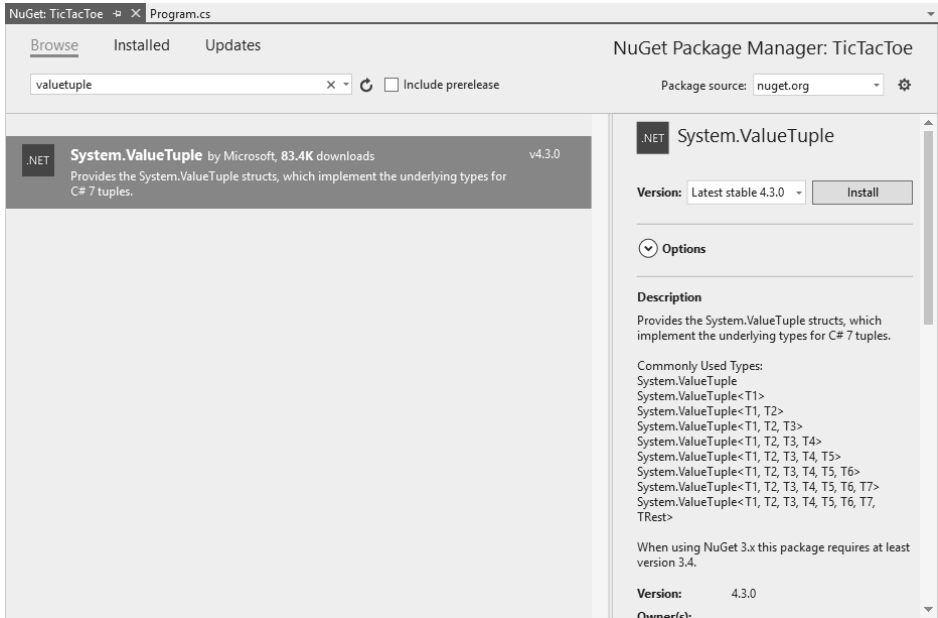 NuGet: TicTacToe Program.cs
Browse Installed Updates
NuGet Package Manager: TicTacToe
valuetuple
Include prerelease
Package source: nuget.org
.NET
System.ValueTuple by Microsoft, 83.4K downloads v4.3.0
Provides the System.ValueTuple structs, which implement the underlying types for
C# 7 tuples.
.NET System.ValueTuple
Version: Latest stable 4.3.0 Install
Options
Description
Provides the System.ValueTuple structs, which
implement the underlying types for C# 7 tuples.
Commonly Used Types:
System.ValueTuple
System.ValueTuple<T1>
System.ValueTuple<T1, T2>
System.ValueTuple<T1, T2, T3>
System.ValueTuple<T1, T2, T3, T4>
System.ValueTuple<T1, T2, T3, T4, T5>
System.ValueTuple<T1, T2, T3, T4, T5, T6>
System.ValueTuple<T1, T2, T3, T4, T5, T6, T7>
System.ValueTuple<T1, T2, T3, T4, T5, T6, T7,
TRest>
When using NuGet 3.x this package requires at least
version 3.4.
Version: 4.3.0
Owner(s):